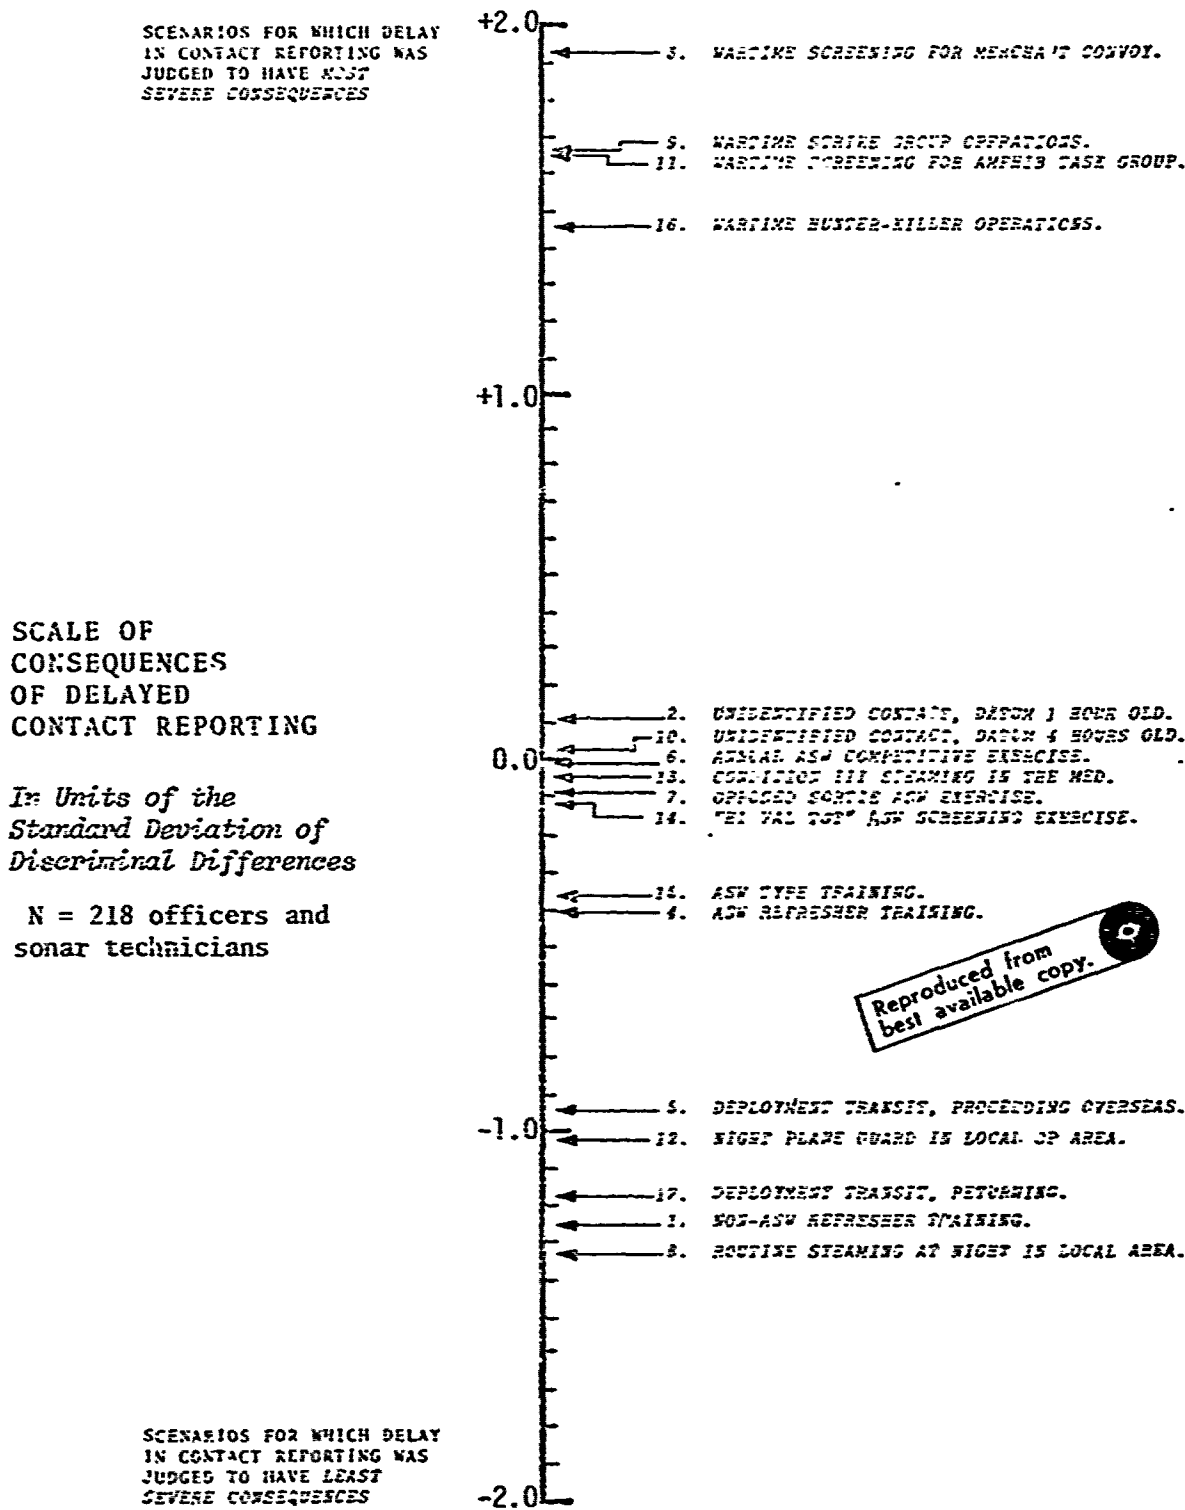 SCENARIOS FOR WHICH DELAY
IN CONTACT REPORTING WAS
JUDGED TO HAVE MOST
SEVERE CONSEQUENCES
+2.0
3. WARTIME SCREENING FOR MERCHANT CONVOY.
9. WARTIME STRIKE GROUP OPERATIONS.
11. WARTIME SCREENING FOR AMPHIB TASK GROUP.
16. WARTIME HUNTER-KILLER OPERATIONS.
+1.0
SCALE OF
CONSEQUENCES
OF DELAYED
CONTACT REPORTING
In Units of the
Standard Deviation of
Discriminal Differences
N = 218 officers and
sonar technicians
2. UNIDENTIFIED CONTACT, DATUM 1 HOUR OLD.
10. UNIDENTIFIED CONTACT, DATUM 4 HOURS OLD.
0.0
6. ANNUAL ASW COMPETITIVE EXERCISE.
13. CONDITION III STEAMING IN THE MED.
7. OPPOSED SORTIE ASW EXERCISE.
14. "HI VAL TGT" ASW SCREENING EXERCISE.
ASW TYPE TRAINING.
4. ASW REFRESHER TRAINING.
Reproduced from
best available copy.
5. DEPLOYMENT TRANSIT, PROCEEDING OVERSEAS.
-1.0
12. NIGHT PLANE GUARD IN LOCAL OP AREA.
17. DEPLOYMENT TRANSIT, RETURNING.
1. NON-ASW REFRESHER TRAINING.
8. ROUTINE STEAMING AT NIGHT IN LOCAL AREA.
SCENARIOS FOR WHICH DELAY
IN CONTACT REPORTING WAS
JUDGED TO HAVE LEAST
SEVERE CONSEQUENCES
-2.0